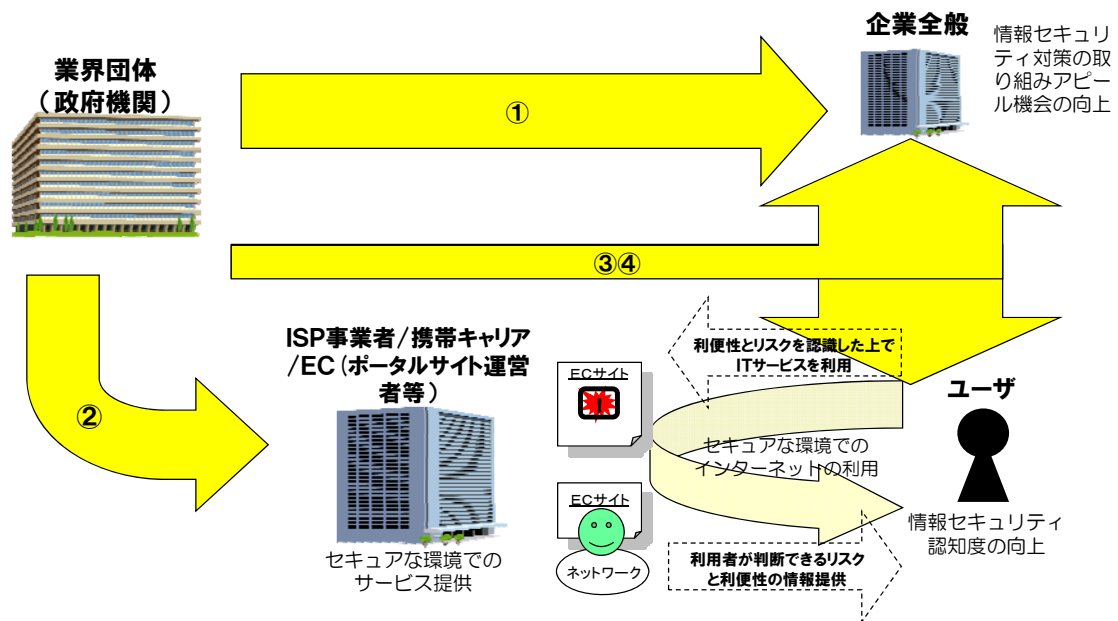 企業全般
情報セキュリ
ティ対策の取
り組みアピー
ル機会の向上
業界団体
（政府機関）
①
③④
②
ISP事業者/携帯キャリア
/EC（ポータルサイト運営
者等）
セキュアな環境での
サービス提供
利便性とリスクを認識した上で
ITサービスを利用
ECサイト
！
セキュアな環境での
インターネットの利用
ECサイト
ネットワーク
利用者が判断できるリスク
と利便性の情報提供
ユーザ
情報セキュリティ
認知度の向上